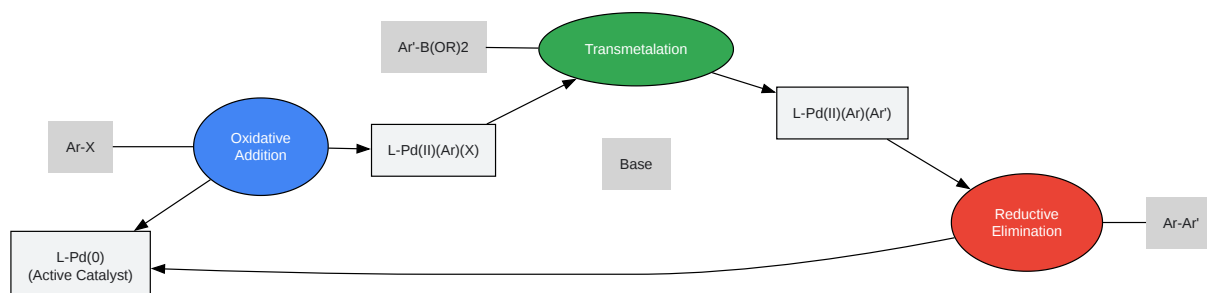 Ar'-B(OR)2
Transmetalation
L-Pd(II)(Ar)(Ar')
Ar-X
Oxidative
Addition
L-Pd(II)(Ar)(X)
Base
Reductive
Elimination
Ar-Ar'
L-Pd(0)
(Active Catalyst)